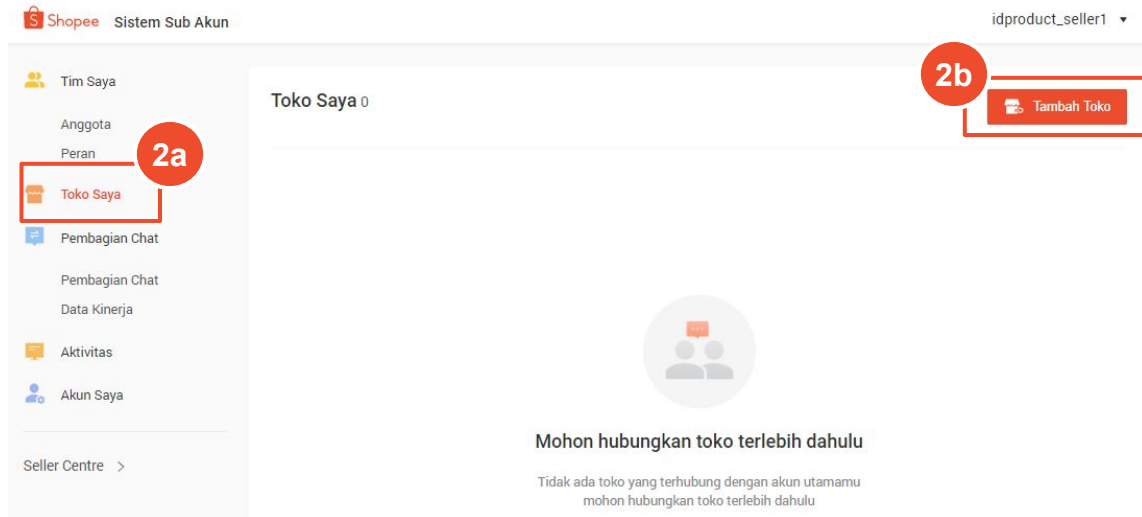 S Shopee Sistem Sub Akun
idproduct_seller1
Tim Saya
Anggota
Peran
2a
Toko Saya
Pembagian Chat
Pembagian Chat
Data Kinerja
Aktivitas
Akun Saya
Seller Centre >
Toko Saya 0
2b
Tambah Toko
Mohon hubungkan toko terlebih dahulu
Tidak ada toko yang terhubung dengan akun utamamu
mohon hubungkan toko terlebih dahulu